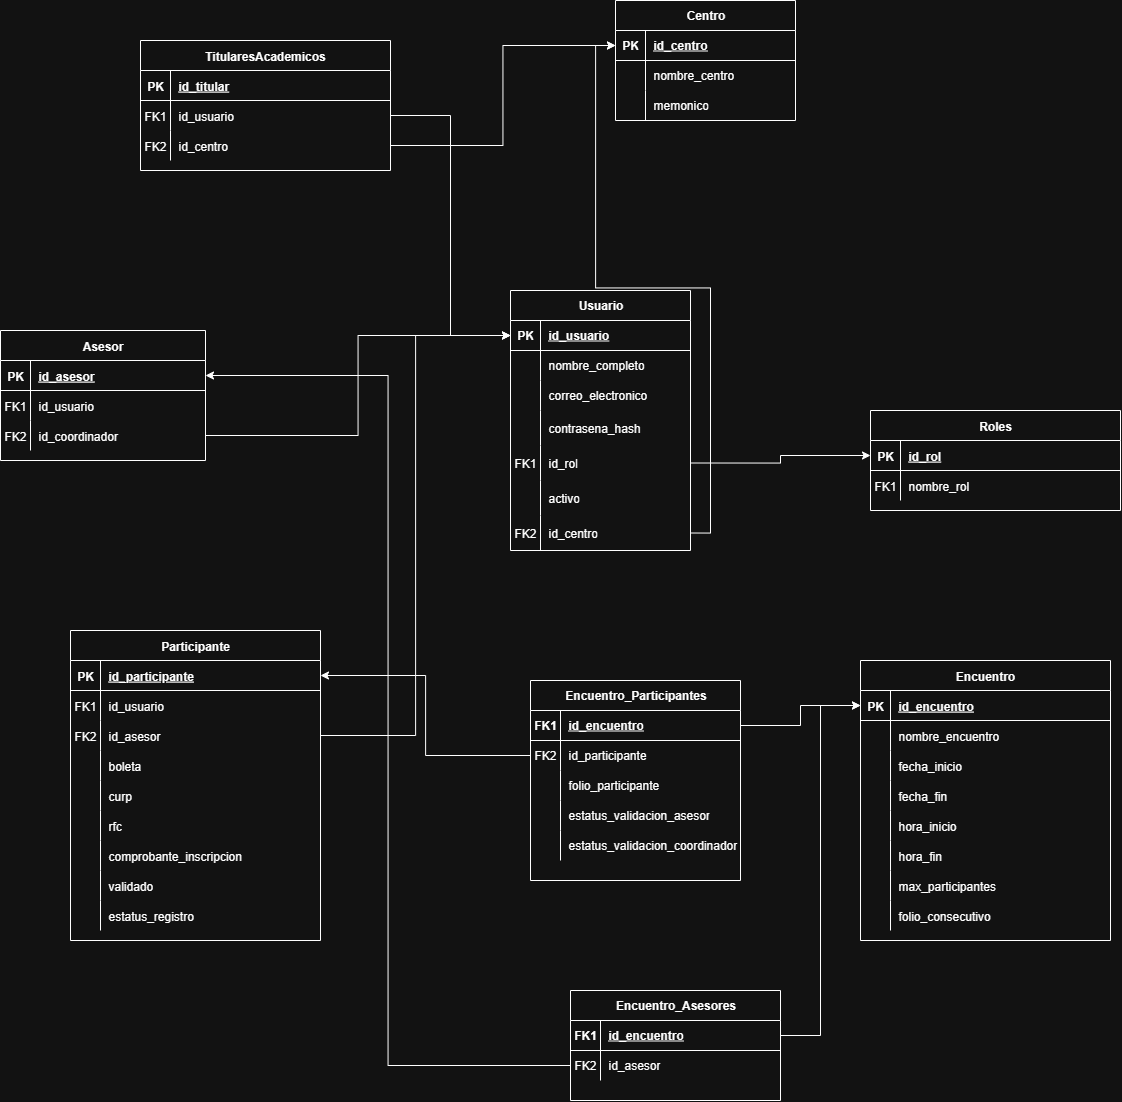 Centro
PK id_centro
nombre_centro
memonico
TitularesAcademicos
PK id_titular
FK1 id_usuario
FK2 id_centro
Usuario
PK id_usuario
nombre_completo
correo_electronico
contrasena_hash
FK1 id_rol
activo
FK2 id_centro
Asesor
PK id_asesor
FK1 id_usuario
FK2 id_coordinador
Roles
PK id_rol
FK1 nombre_rol
Participante
PK id_participante
FK1 id_usuario
FK2 id_asesor
boleta
curp
rfc
comprobante_inscripcion
validado
estatus_registro
Encuentro_Participantes
FK1 id_encuentro
FK2 id_participante
folio_participante
estatus_validacion_asesor
estatus_validacion_coordinador
Encuentro
PK id_encuentro
nombre_encuentro
fecha_inicio
fecha_fin
hora_inicio
hora_fin
max_participantes
folio_consecutivo
Encuentro_Asesores
FK1 id_encuentro
FK2 id_asesor